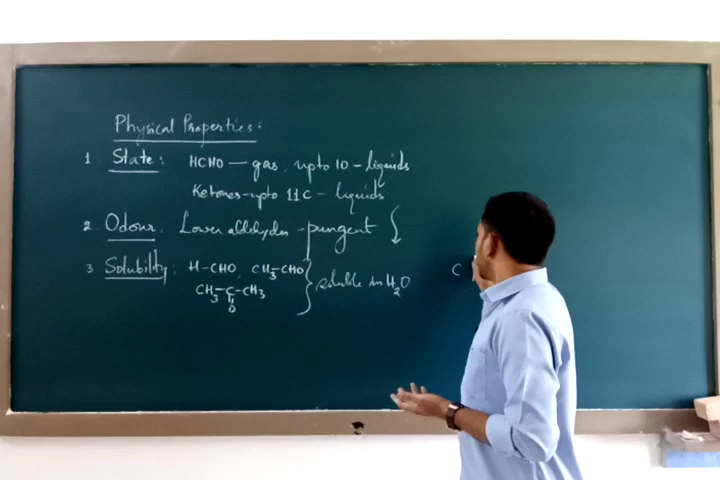 Physical Properties:
1. State: HCHO — gas, upto 10 - liquids
Ketones - upto 11C - liquids
2. Odour: Lower aldehydes - pungent
3. Solubility: H-CHO, CH3-CHO
CH3-C-CH3
O
soluble in H2O
C